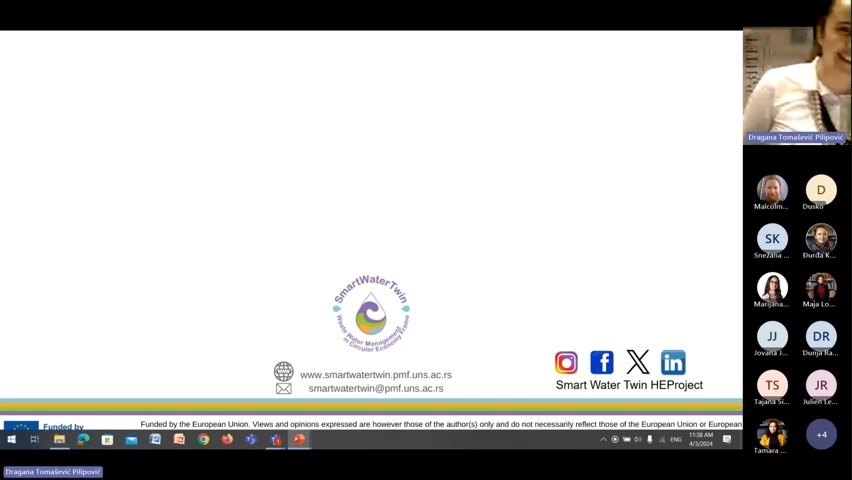 SmartWaterTwin
Waste Water Management
in Circular Economy Frame
www.smartwatertwin.pmf.uns.ac.rs
smartwatertwin@pmf.uns.ac.rs
Smart Water Twin HEProject
Funded by
Funded by the European Union. Views and opinions expressed are however those of the author(s) only and do not necessarily reflect those of the European Union or European
ENG
11:38 AM
4/3/2024
Dragana Tomašević Pilipović
Dragana Tomašević Pilipović
Malcolm...
D
Dusko
SK
Snezana ...
Đurđa K...
Marijana...
Maja Lo...
JJ
Jovana J...
DR
Dunja Ra...
TS
Tajana Si...
JR
Julien Le...
Tamara ...
+4